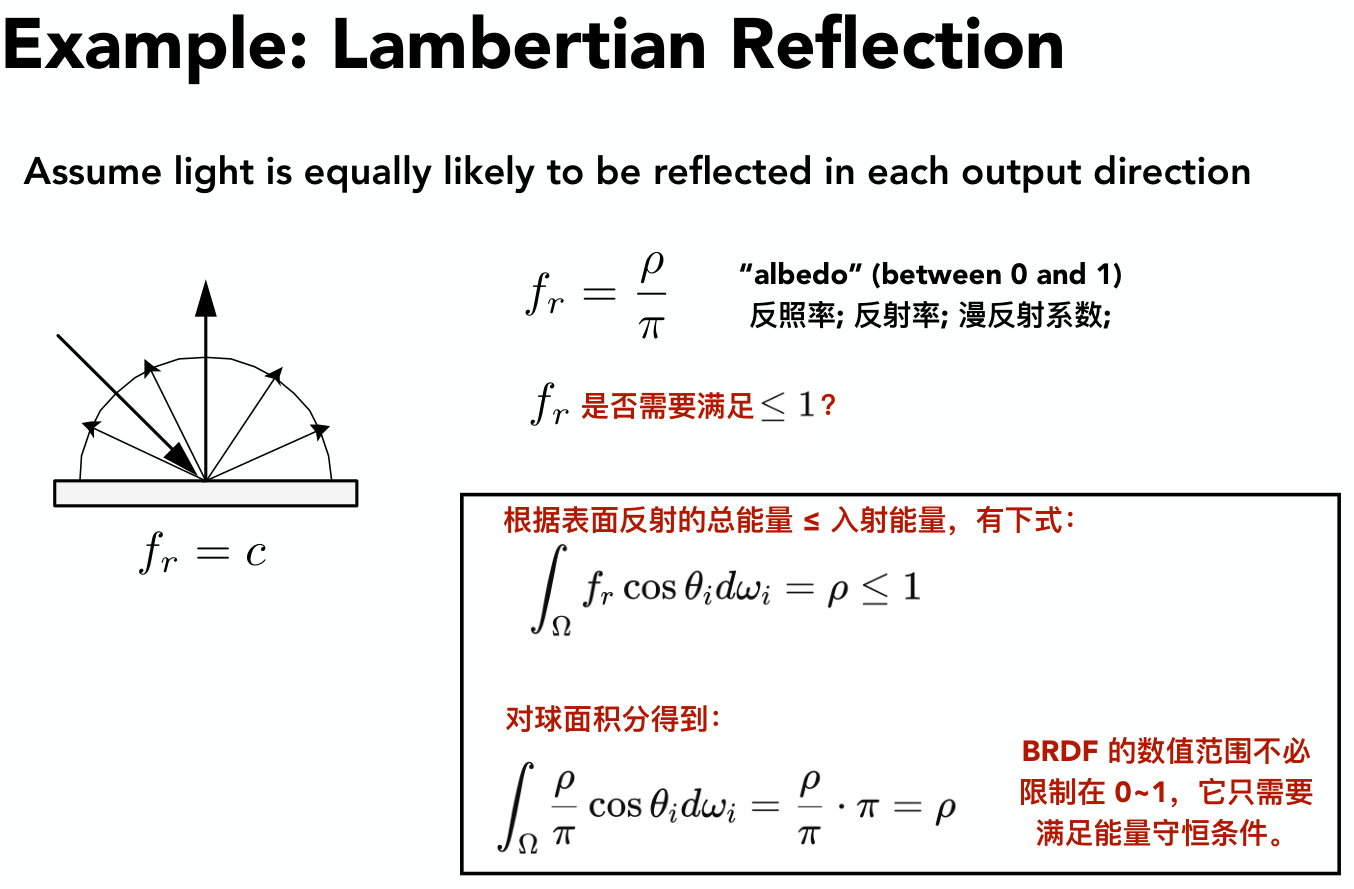 Example: Lambertian Reflection
Assume light is equally likely to be reflected in each output direction
f_r = ρ/π
“albedo” (between 0 and 1)
反照率; 反射率; 漫反射系数;
f_r 是否需要满足 ≤ 1?
f_r = c
根据表面反射的总能量 ≤ 入射能量，有下式：
∫_Ω f_r cos θ_i dω_i = ρ ≤ 1
对球面积分得到：
∫_Ω ρ/π cos θ_i dω_i = ρ/π · π = ρ
BRDF 的数值范围不必
限制在 0~1，它只需要
满足能量守恒条件。